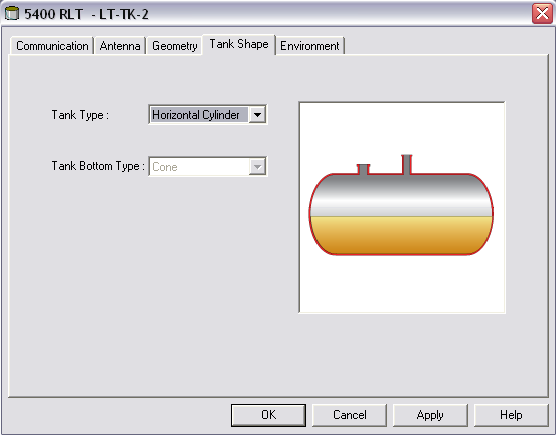 5400 RLT - LT-TK-2
Communication Antenna Geometry Tank Shape Environment
Tank Type : Horizontal Cylinder
Tank Bottom Type : Cone
OK Cancel Apply Help